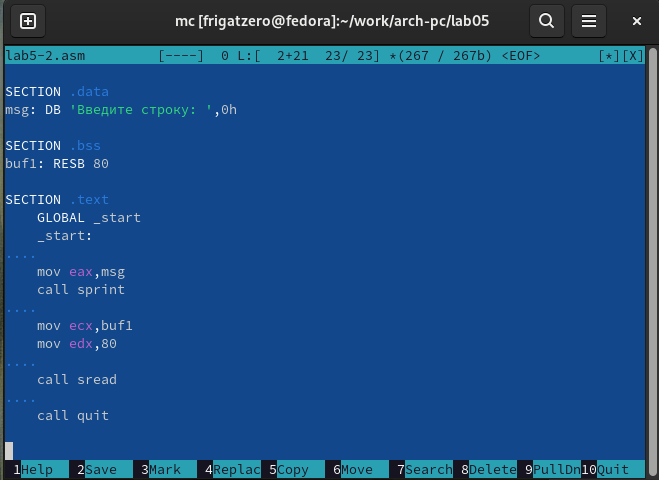 mc [frigatzero@fedora]:~/work/arch-pc/lab05
lab5-2.asm [----] 0 L:[ 2+21 23/ 23] *(267 / 267b) <EOF> [*][X]
SECTION .data
msg: DB 'Введите строку: ',0h
SECTION .bss
buf1: RESB 80
SECTION .text
GLOBAL _start
_start:
....
mov eax,msg
call sprint
....
mov ecx,buf1
mov edx,80
....
call sread
....
call quit
1Help 2Save 3Mark 4Replac 5Copy 6Move 7Search 8Delete 9PullDn 10Quit